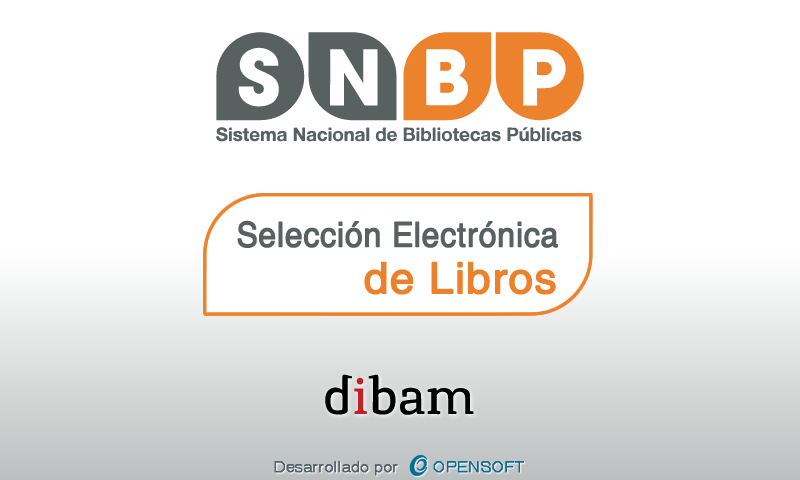 SNBP
Sistema Nacional de Bibliotecas Públicas
Selección Electrónica
de Libros
dibam
Desarrollado por OPENSOFT